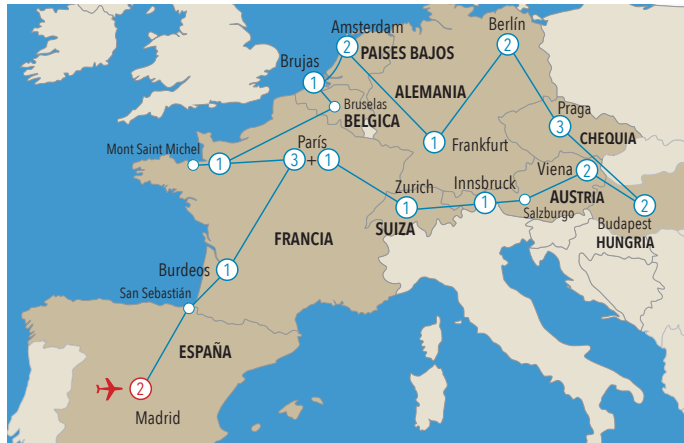 Amsterdam
2
PAISES BAJOS
Berlín
2
Brujas
1
ALEMANIA
Bruselas
BELGICA
Praga
3
CHEQUIA
1
Frankfurt
Mont Saint Michel
1
París
3+1
Viena
2
Zurich
1
Innsbruck
1
Salzburgo
AUSTRIA
2
Budapest
HUNGRIA
SUIZA
FRANCIA
Burdeos
1
San Sebastián
ESPAÑA
2
Madrid